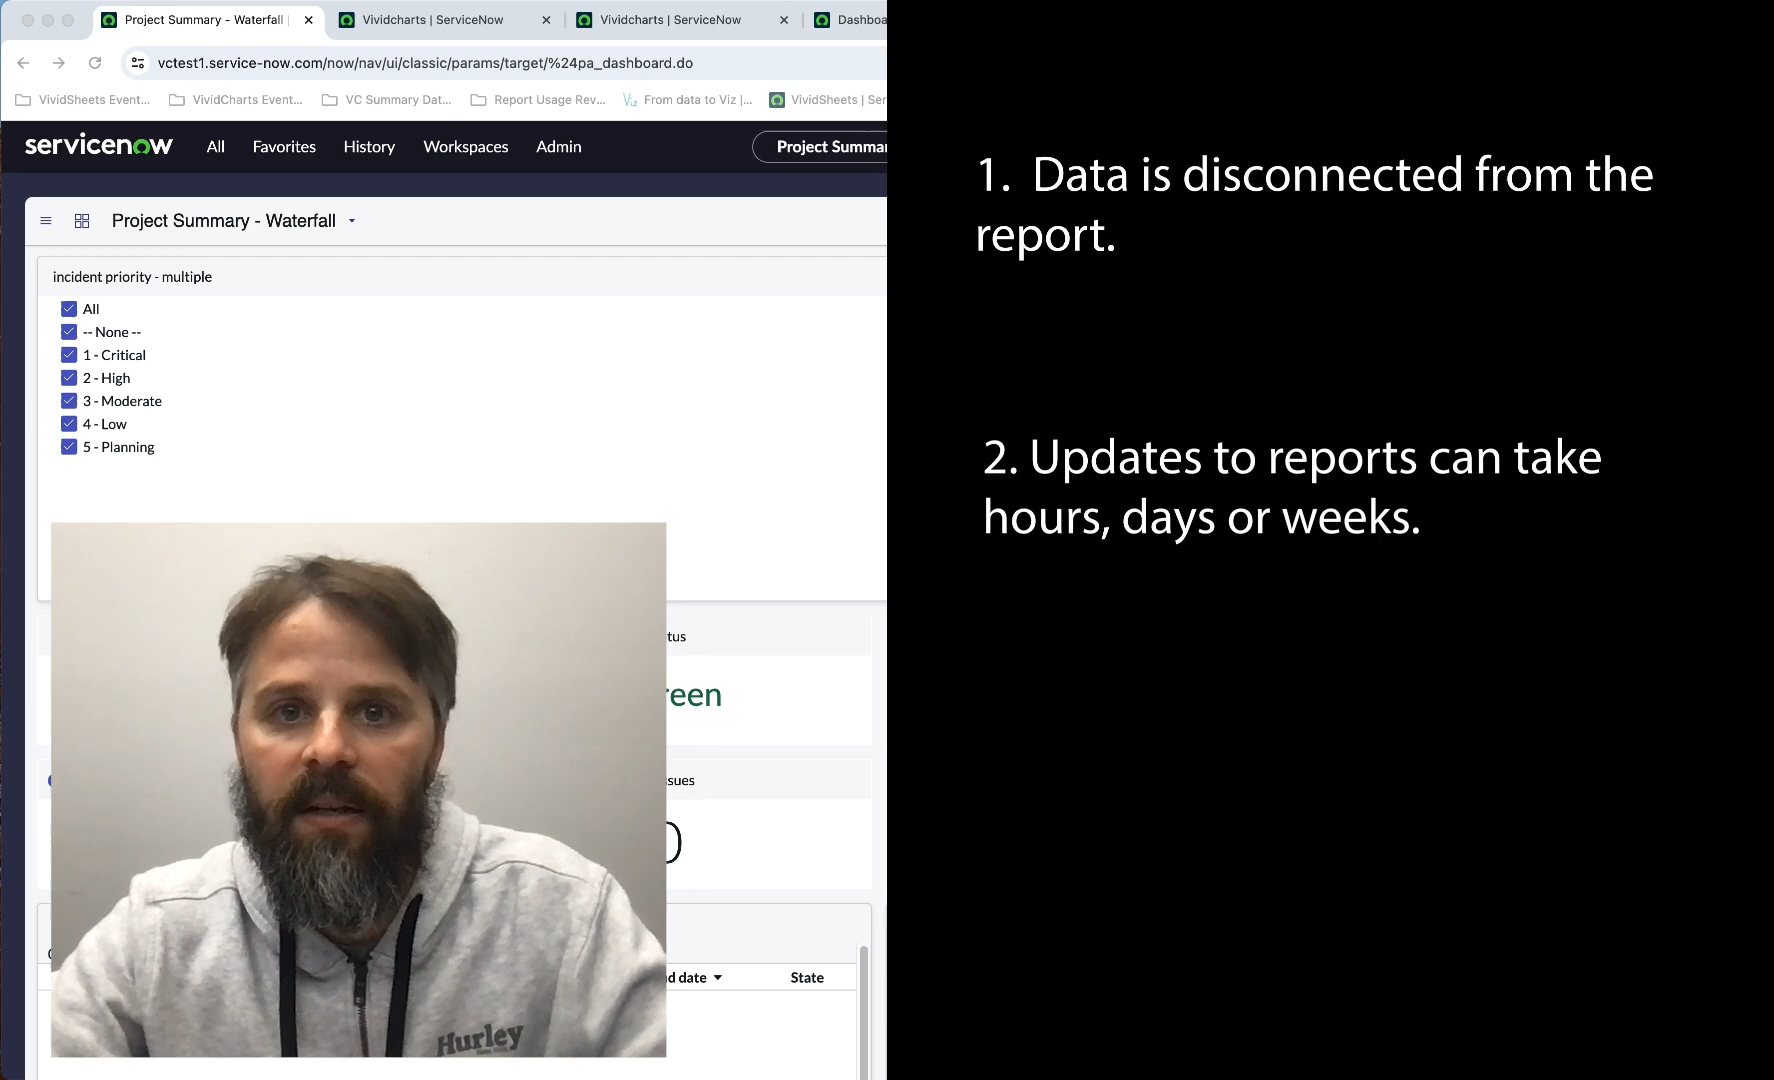 Project Summary - Waterfall
Vividcharts | ServiceNow
Vividcharts | ServiceNow
Dashboa
vctest1.service-now.com/now/nav/ui/classic/params/target/%24pa_dashboard.do
VividSheets Event...
VividCharts Event...
VC Summary Dat...
Report Usage Rev...
From data to Viz |...
VividSheets | Ser
servicenow
All
Favorites
History
Workspaces
Admin
Project Summar
Project Summary - Waterfall
incident priority - multiple
All
-- None --
1 - Critical
2 - High
3 - Moderate
4 - Low
5 - Planning
tus
reen
sues
d date
State
Hurley
1. Data is disconnected from the
report.
2. Updates to reports can take
hours, days or weeks.